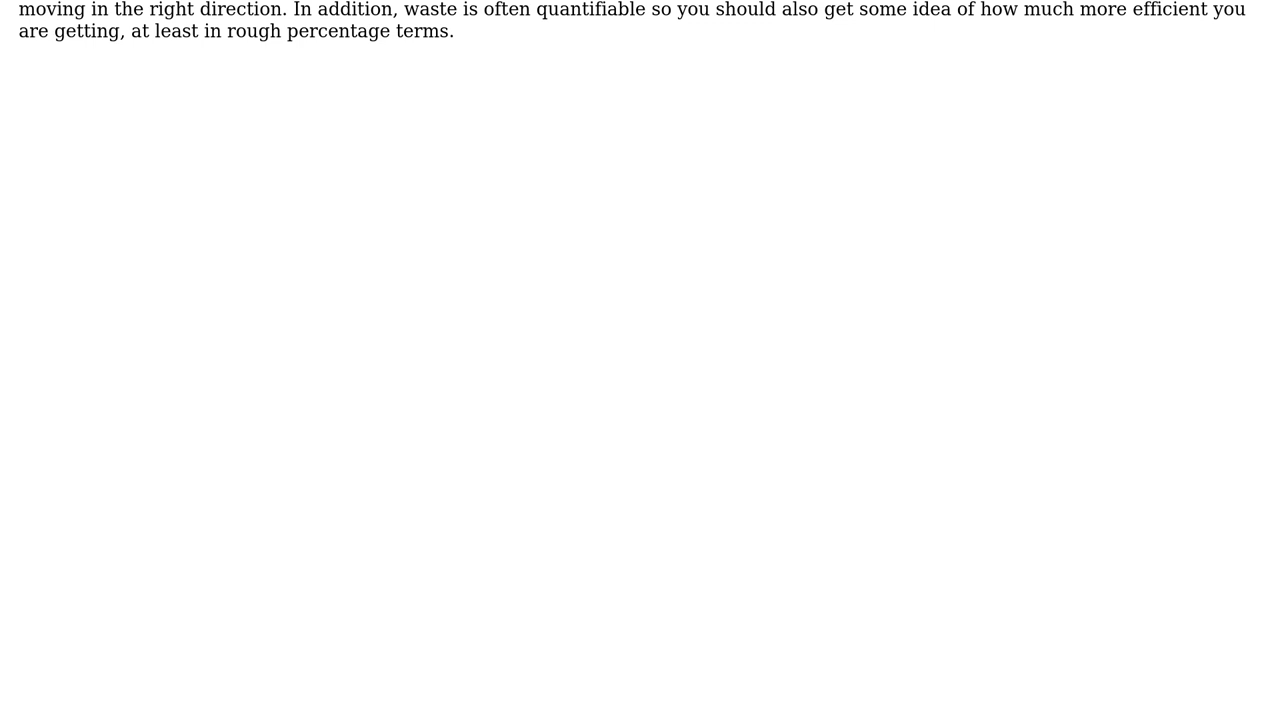 moving in the right direction. In addition, waste is often quantifiable so you should also get some idea of how much more efficient you
are getting, at least in rough percentage terms.